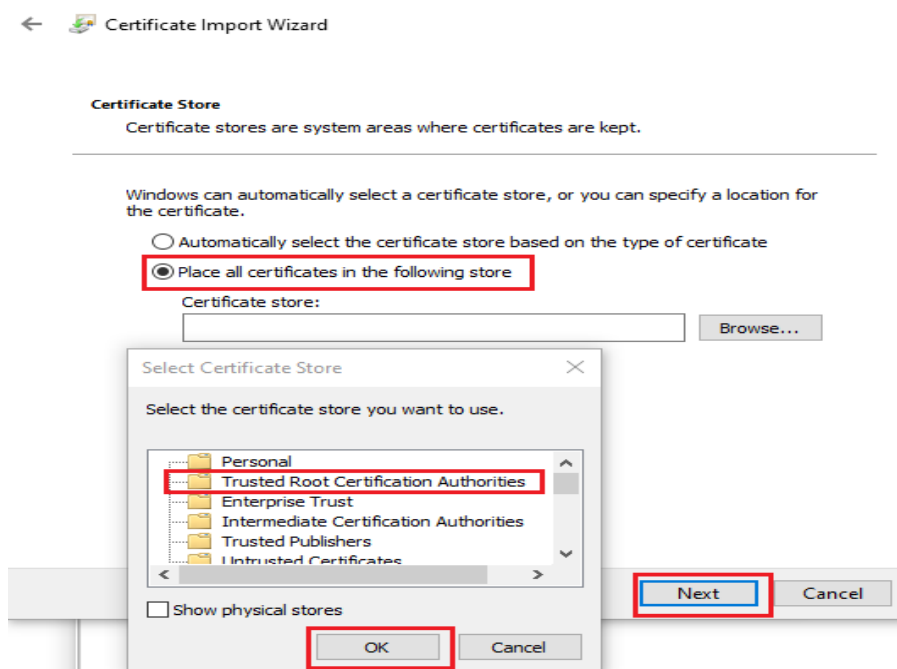 Certificate Import Wizard
Certificate Store
Certificate stores are system areas where certificates are kept.
Windows can automatically select a certificate store, or you can specify a location for
the certificate.
Automatically select the certificate store based on the type of certificate
Place all certificates in the following store
Certificate store:
Browse...
Select Certificate Store
Select the certificate store you want to use.
Personal
Trusted Root Certification Authorities
Enterprise Trust
Intermediate Certification Authorities
Trusted Publishers
Untrusted Certificates
Show physical stores
OK
Cancel
Next
Cancel